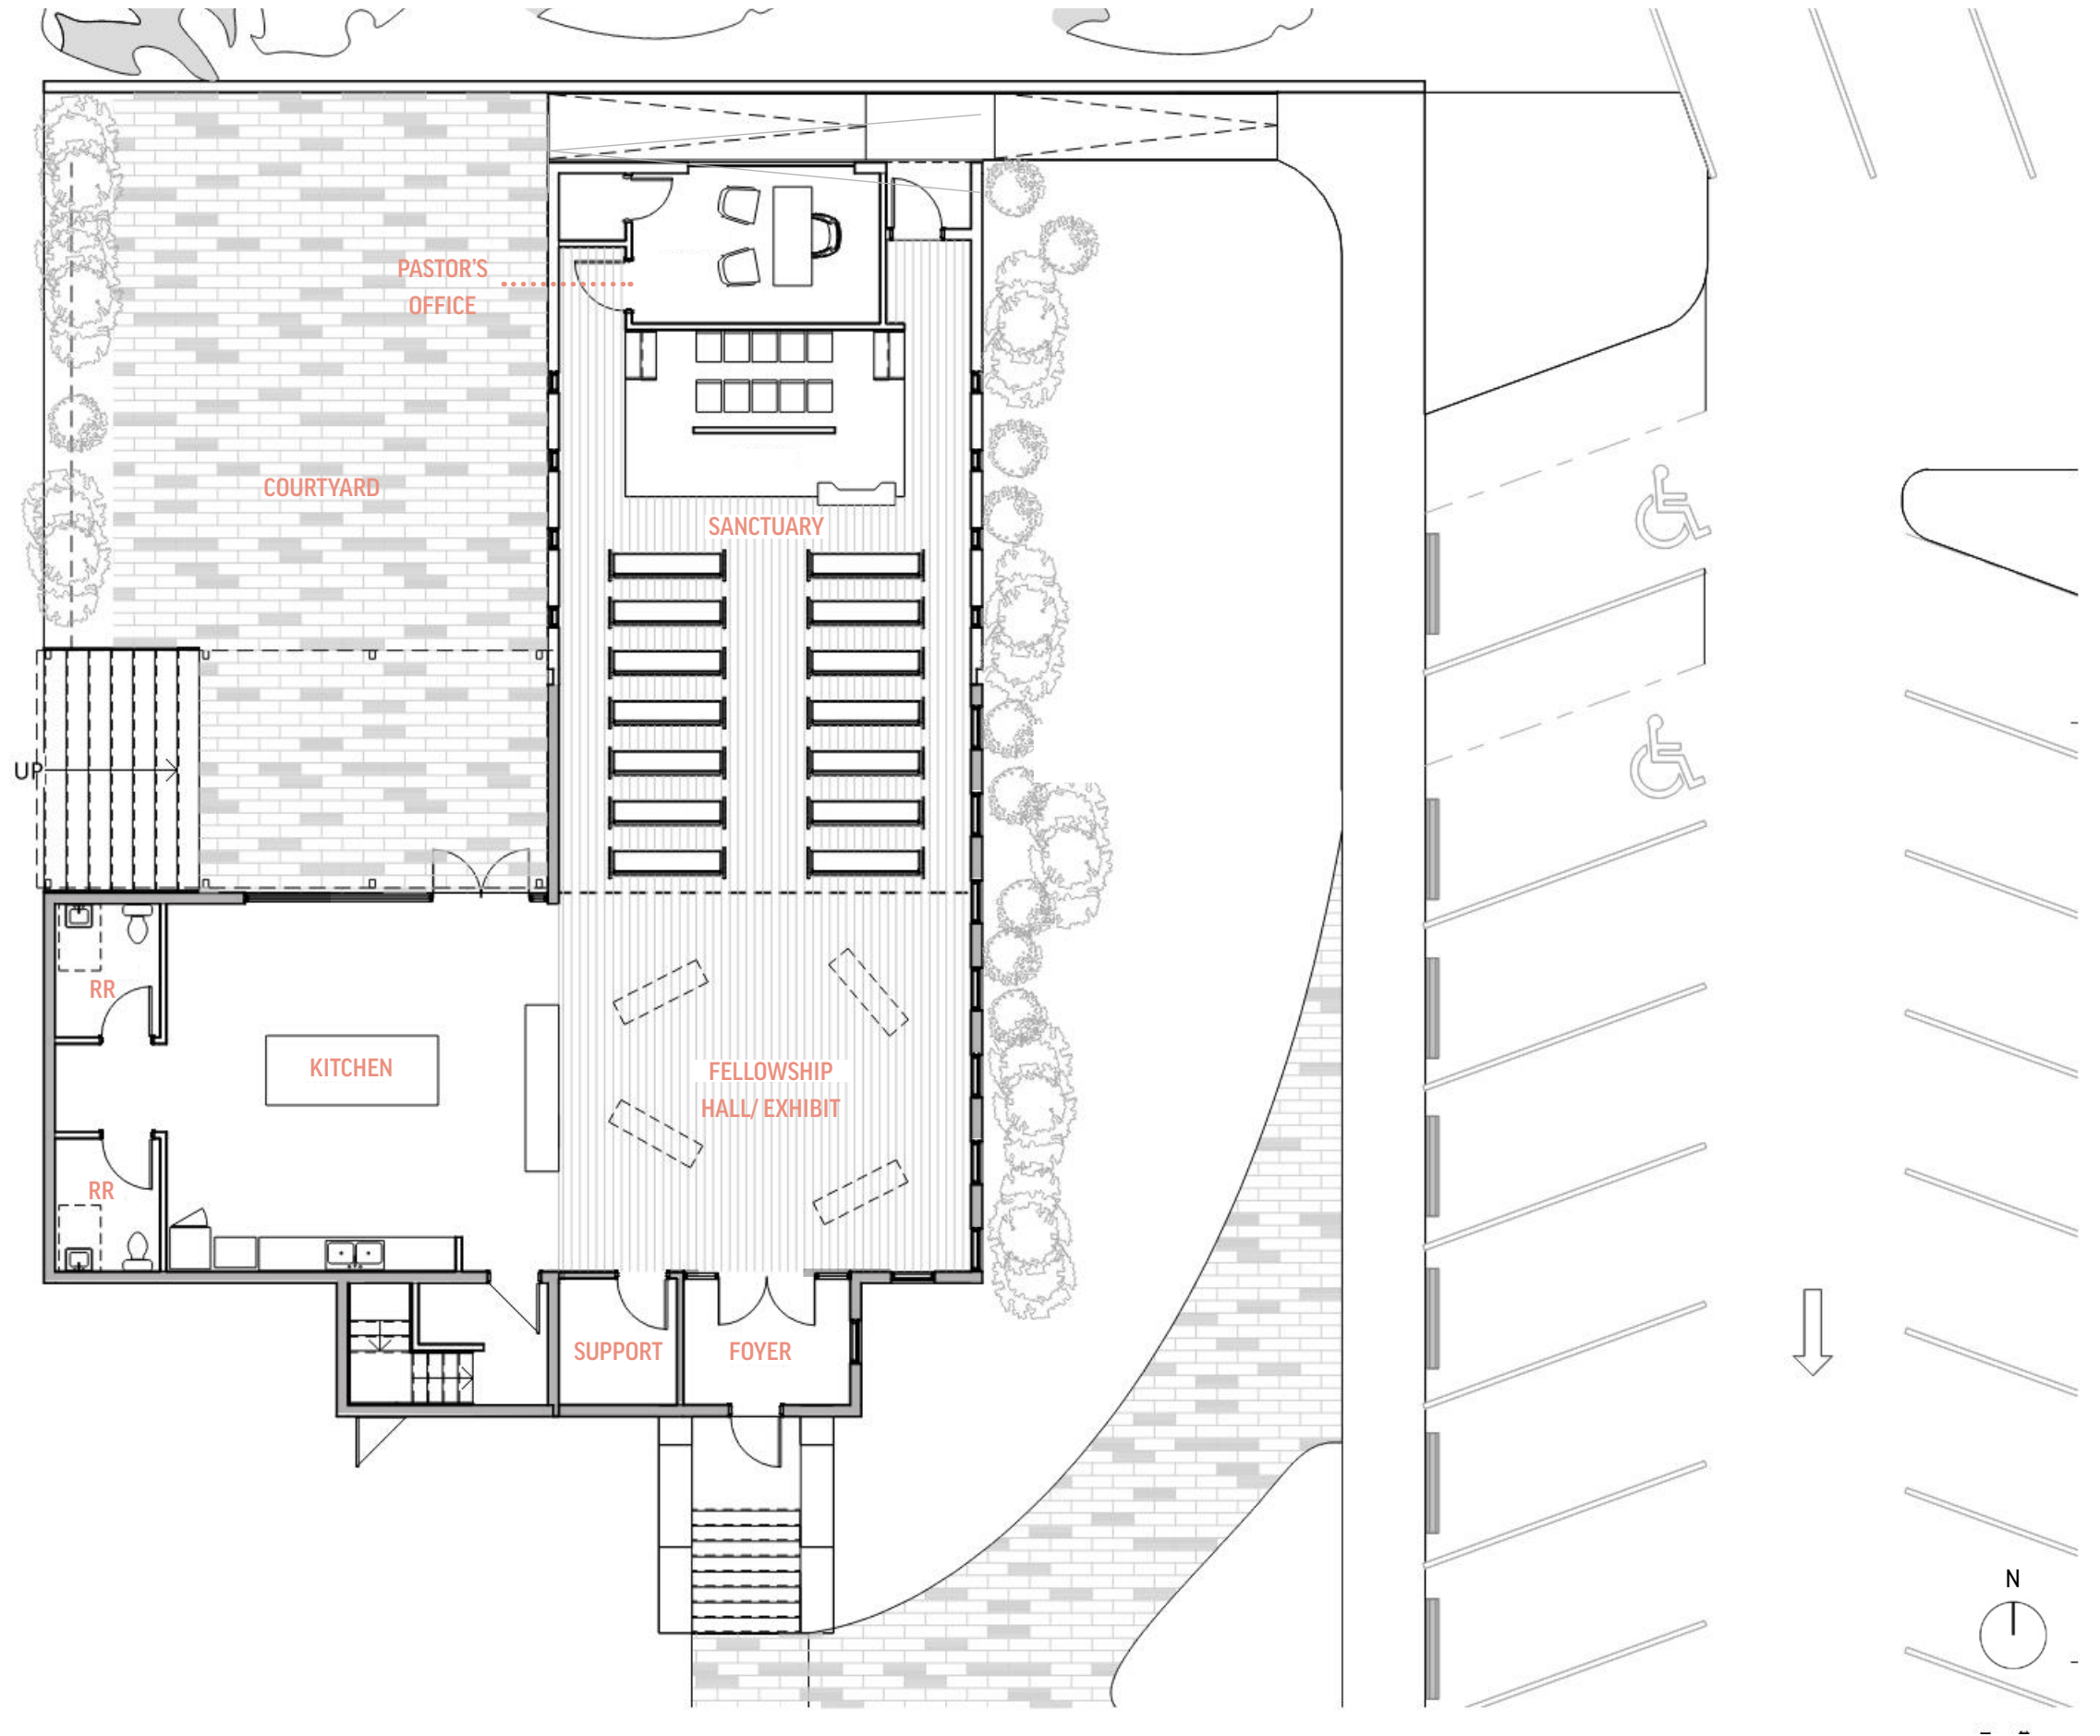 PASTOR'S
OFFICE
COURTYARD
SANCTUARY
UP
RR
KITCHEN
FELLOWSHIP
HALL/ EXHIBIT
RR
SUPPORT
FOYER
N